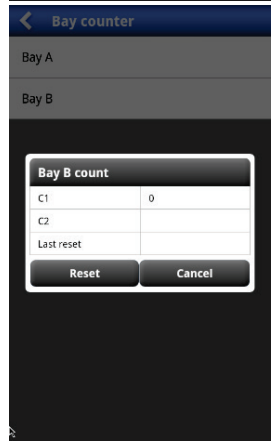 Bay counter
Bay A
Bay B
Bay B count
C1 0
C2
Last reset
Reset Cancel